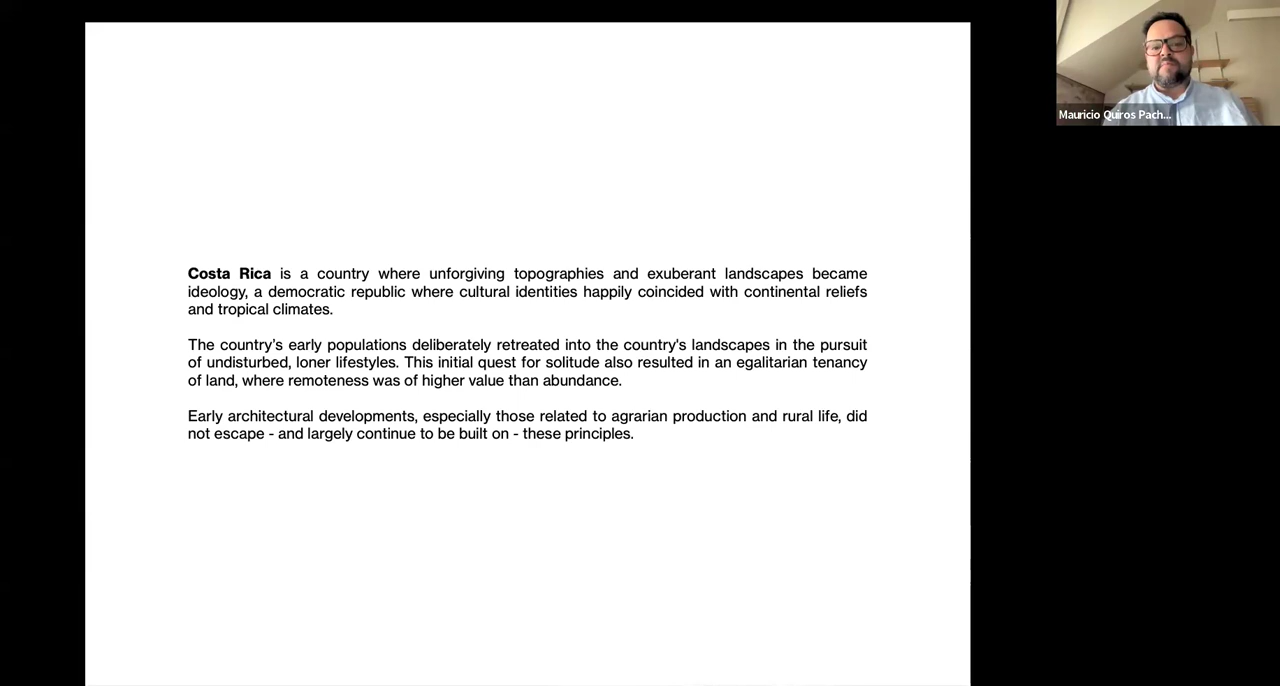 Costa Rica is a country where unforgiving topographies and exuberant landscapes became
ideology, a democratic republic where cultural identities happily coincided with continental reliefs
and tropical climates.
The country's early populations deliberately retreated into the country's landscapes in the pursuit
of undisturbed, loner lifestyles. This initial quest for solitude also resulted in an egalitarian tenancy
of land, where remoteness was of higher value than abundance.
Early architectural developments, especially those related to agrarian production and rural life, did
not escape - and largely continue to be built on - these principles.
Mauricio Quiros Pach...